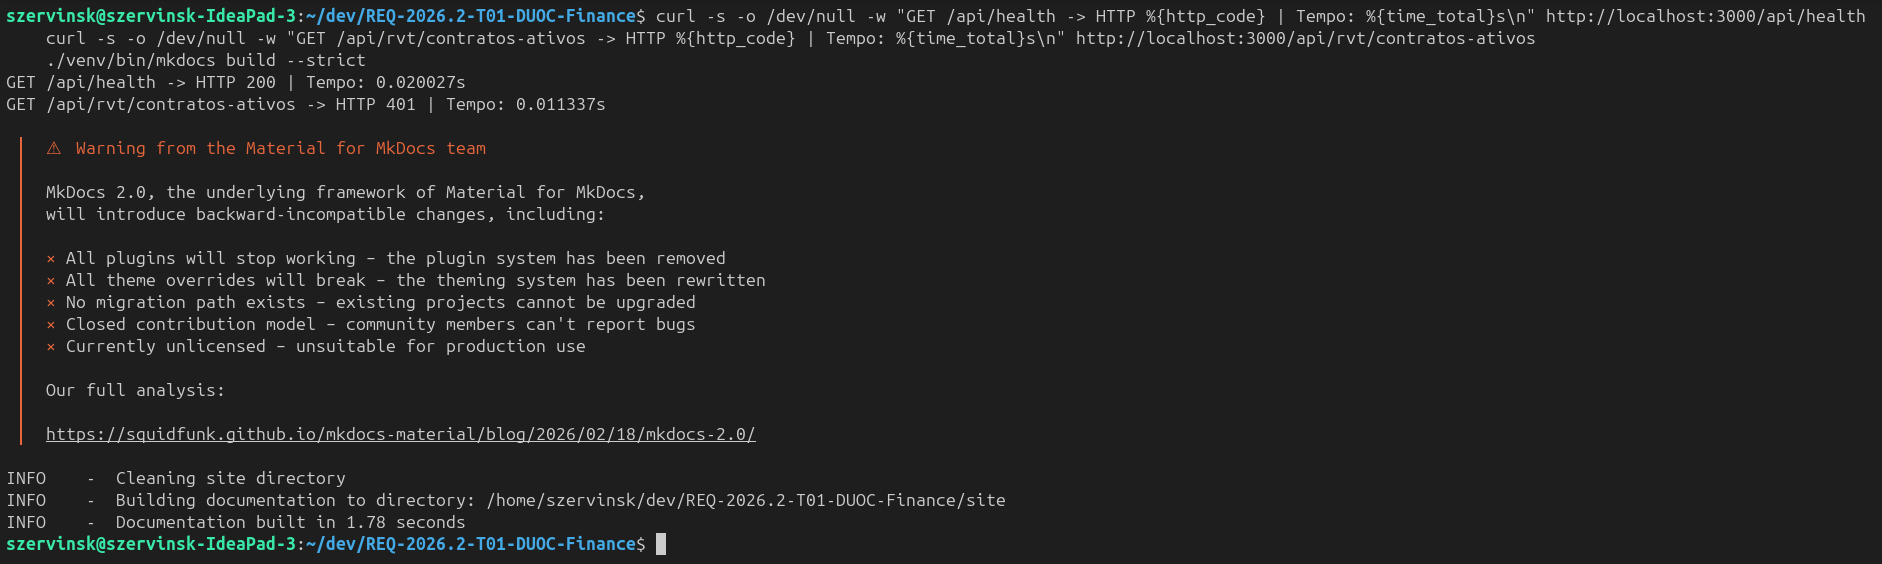 szervinsk@szervinsk-IdeaPad-3:~/dev/REQ-2026.2-T01-DUOC-Finance$ curl -s -o /dev/null -w "GET /api/health -> HTTP %{http_code} | Tempo: %{time_total}s\n" http://localhost:3000/api/health
curl -s -o /dev/null -w "GET /api/rvt/contratos-ativos -> HTTP %{http_code} | Tempo: %{time_total}s\n" http://localhost:3000/api/rvt/contratos-ativos
./venv/bin/mkdocs build --strict
GET /api/health -> HTTP 200 | Tempo: 0.020027s
GET /api/rvt/contratos-ativos -> HTTP 401 | Tempo: 0.011337s
⚠ Warning from the Material for MkDocs team
MkDocs 2.0, the underlying framework of Material for MkDocs,
will introduce backward-incompatible changes, including:
× All plugins will stop working – the plugin system has been removed
× All theme overrides will break – the theming system has been rewritten
× No migration path exists – existing projects cannot be upgraded
× Closed contribution model – community members can't report bugs
× Currently unlicensed – unsuitable for production use
Our full analysis:
https://squidfunk.github.io/mkdocs-material/blog/2026/02/18/mkdocs-2.0/
INFO    -  Cleaning site directory
INFO    -  Building documentation to directory: /home/szervinsk/dev/REQ-2026.2-T01-DUOC-Finance/site
INFO    -  Documentation built in 1.78 seconds
szervinsk@szervinsk-IdeaPad-3:~/dev/REQ-2026.2-T01-DUOC-Finance$